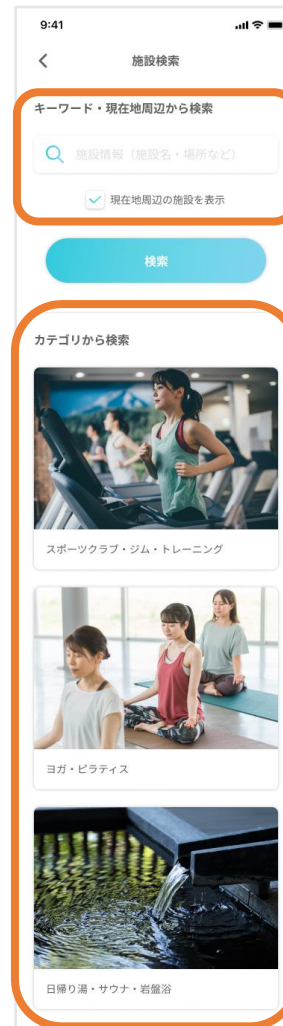 9:41
施設検索
キーワード・現在地周辺から検索
施設情報（施設名・場所など）
現在地周辺の施設を表示
検索
カテゴリから検索
スポーツクラブ・ジム・トレーニング
ヨガ・ピラティス
日帰り湯・サウナ・岩盤浴